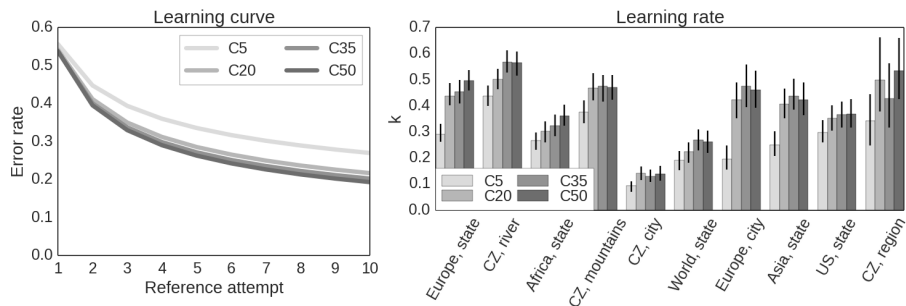 Learning curve
0.6
0.5
0.4
0.3
0.2
0.1
0.0
Error rate
C5 C35
C20 C50
1 2 3 4 5 6 7 8 9 10
Reference attempt
Learning rate
0.7
0.6
0.5
0.4
0.3
0.2
0.1
0.0
k
C5 C35
C20 C50
Europe, state
CZ, river
Africa, state
CZ, mountains
CZ, city
World, state
Europe, city
Asia, state
US, state
CZ, region